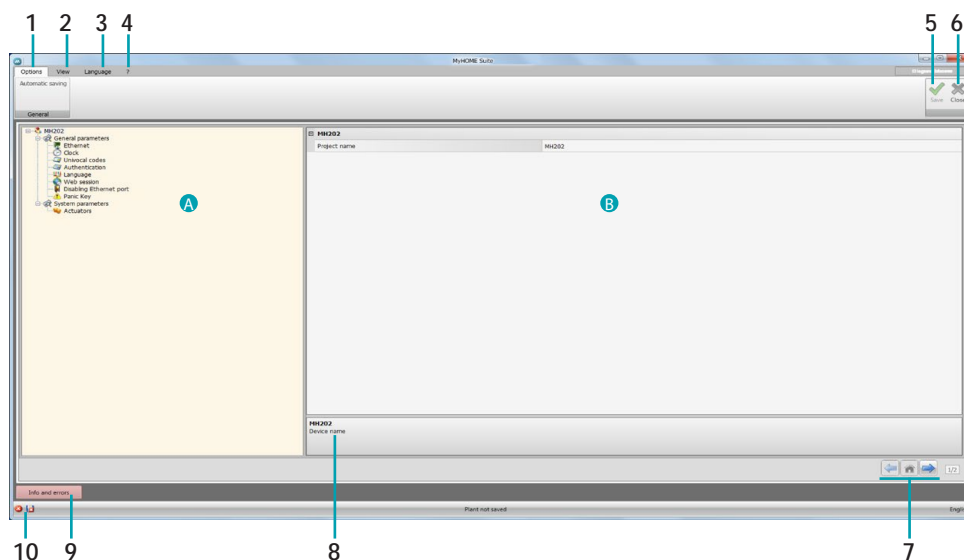 1 2 3 4 5 6
MyHOME Suite
Options View Language ?
Automatic saving
Save Close
General
MH202
General parameters
Ethernet
Clock
Univocal codes
Authentication
Language
Web session
Disabling Ethernet port
Panic Key
System parameters
Actuators
A
MH202
Project name MH202
B
MH202
Device name
1/2
Info and errors
Plant not saved
10 9 8 7